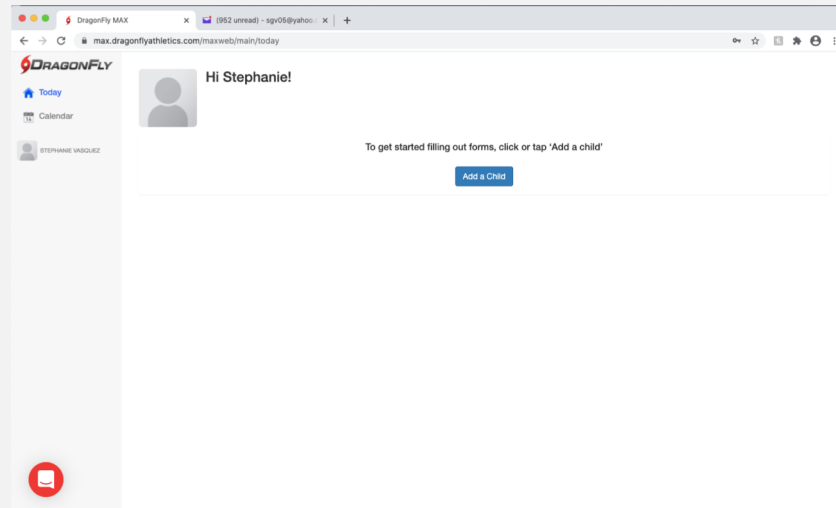 DragonFly MAX
(952 unread) - sgv05@yahoo.
max.dragonflyathletics.com/maxweb/main/today
DRAGONFLY
Today
Calendar
STEPHANIE VASQUEZ
Hi Stephanie!
To get started filling out forms, click or tap ‘Add a child’
Add a Child